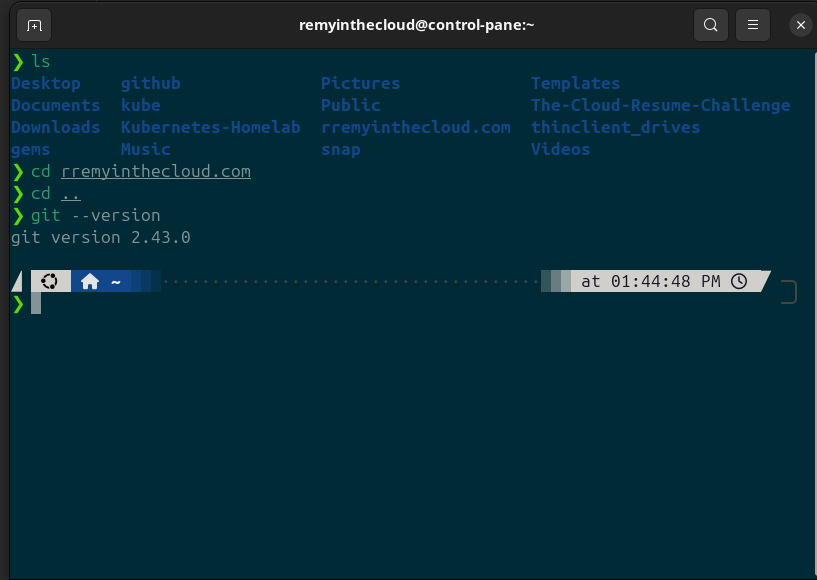 remyinthecloud@control-pane:~
❯ ls
Desktop github Pictures Templates
Documents kube Public The-Cloud-Resume-Challenge
Downloads Kubernetes-Homelab rremyinthecloud.com thinclient_drives
gems Music snap Videos
❯ cd rremyinthecloud.com
❯ cd ..
❯ git --version
git version 2.43.0
~ at 01:44:48 PM
❯